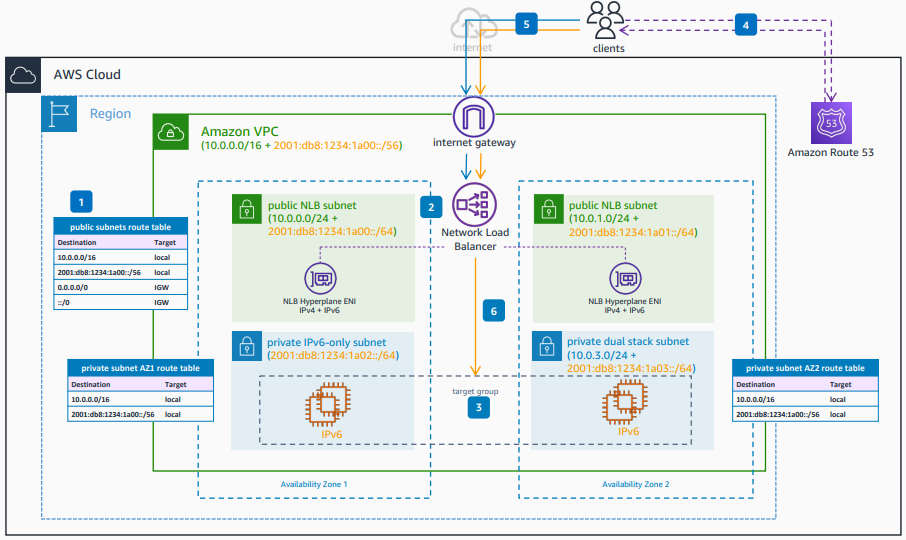 5
4
internet
clients
AWS Cloud
Region
53
Amazon Route 53
Amazon VPC
(10.0.0.0/16 + 2001:db8:1234:1a00::/56)
internet gateway
1
public subnets route table
Destination Target
10.0.0.0/16 local
2001:db8:1234:1a00::/56 local
0.0.0.0/0 IGW
::/0 IGW
public NLB subnet
(10.0.0.0/24 +
2001:db8:1234:1a00::/64)
2
Network Load
Balancer
public NLB subnet
(10.0.1.0/24 +
2001:db8:1234:1a01::/64)
NLB Hyperplane ENI
IPv4 + IPv6
NLB Hyperplane ENI
IPv4 + IPv6
6
private IPv6-only subnet
(2001:db8:1234:1a02::/64)
private dual stack subnet
(10.0.3.0/24 +
2001:db8:1234:1a03::/64)
private subnet AZ1 route table
Destination Target
10.0.0.0/16 local
2001:db8:1234:1a00::/56 local
target group
3
IPv6
IPv6
private subnet AZ2 route table
Destination Target
10.0.0.0/16 local
2001:db8:1234:1a00::/56 local
Availability Zone 1
Availability Zone 2